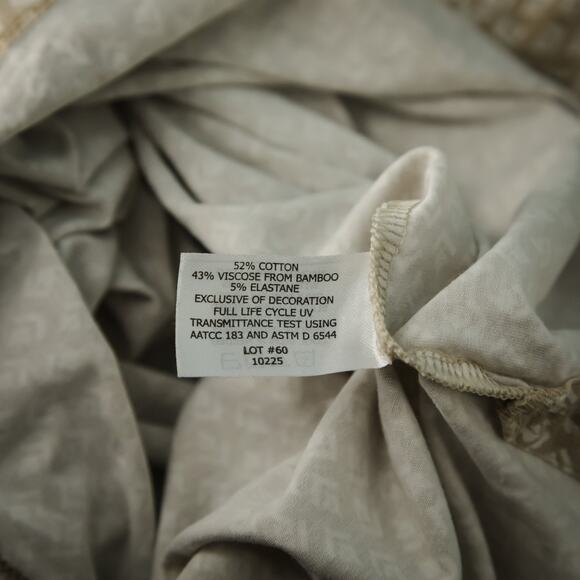 52% COTTON
43% VISCOSE FROM BAMBOO
5% ELASTANE
EXCLUSIVE OF DECORATION
FULL LIFE CYCLE UV
TRANSMITTANCE TEST USING
AATCC 183 AND ASTM D 6544
LOT #60
10225